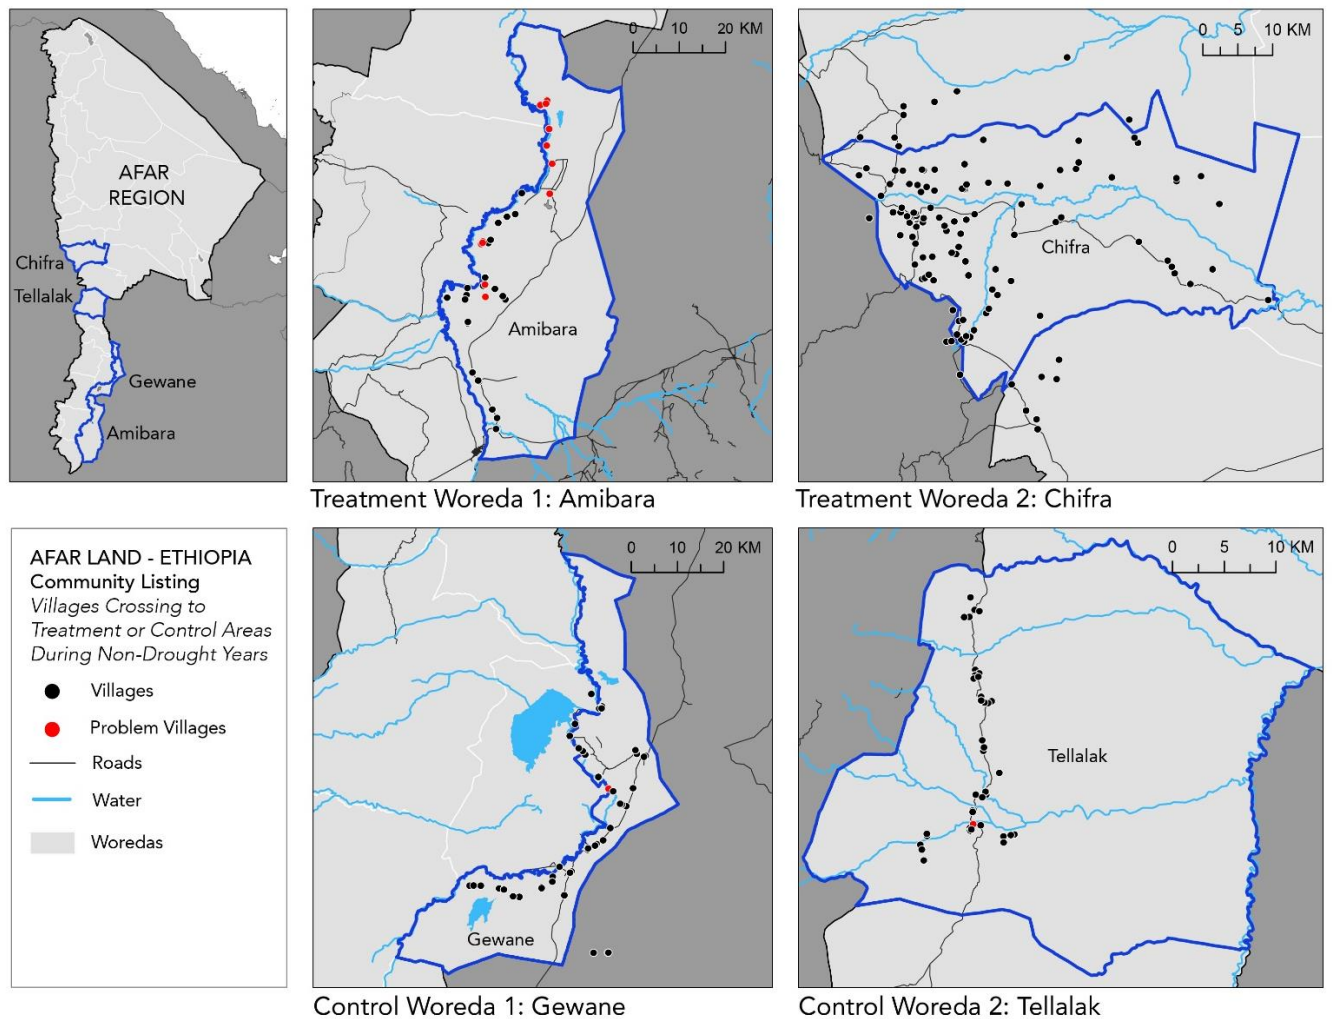 AFAR
REGION
Chifra
Tellalak
Gewane
Amibara
0 10 20 KM
Amibara
Treatment Woreda 1: Amibara
0 5 10 KM
Chifra
Treatment Woreda 2: Chifra
AFAR LAND - ETHIOPIA
Community Listing
Villages Crossing to
Treatment or Control Areas
During Non-Drought Years
Villages
Problem Villages
Roads
Water
Woredas
0 10 20 KM
Gewane
Control Woreda 1: Gewane
0 5 10 KM
Tellalak
Control Woreda 2: Tellalak